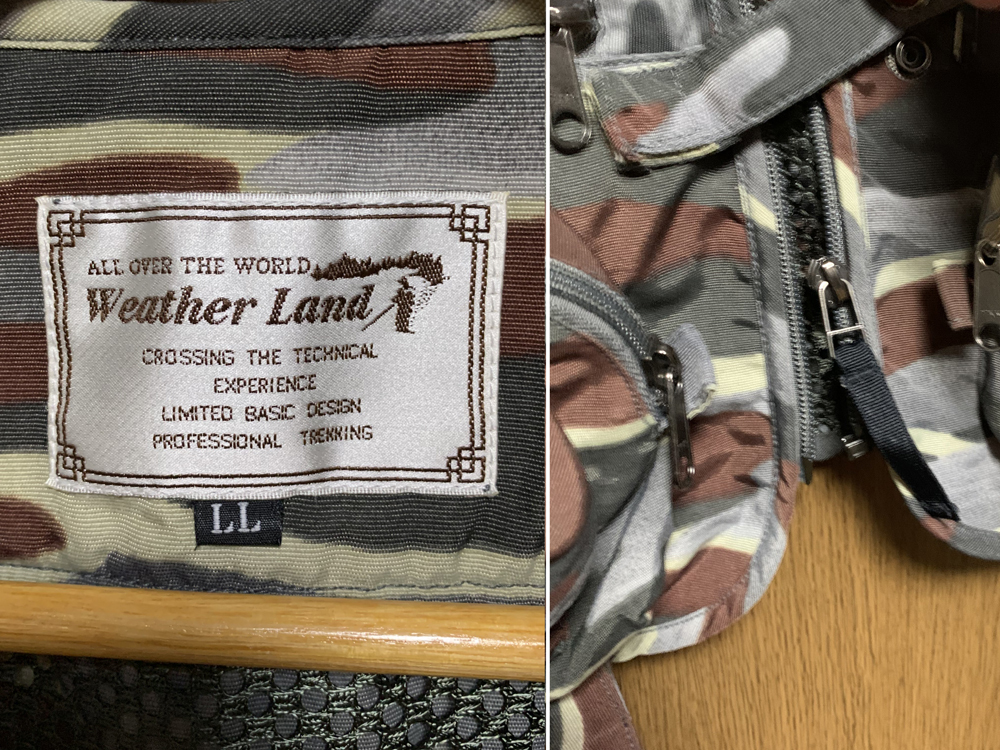 ALL OVER THE WORLD
Weather Land
CROSSING THE TECHNICAL
EXPERIENCE
LIMITED BASIC DESIGN
PROFESSIONAL TREKKING
LL